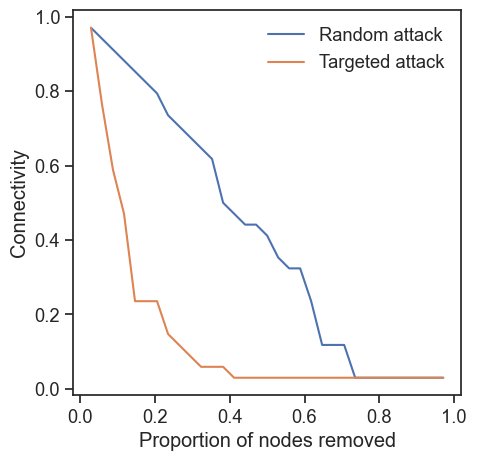 1.0
0.8
0.6
0.4
0.2
0.0
Connectivity
Random attack
Targeted attack
0.0 0.2 0.4 0.6 0.8 1.0
Proportion of nodes removed